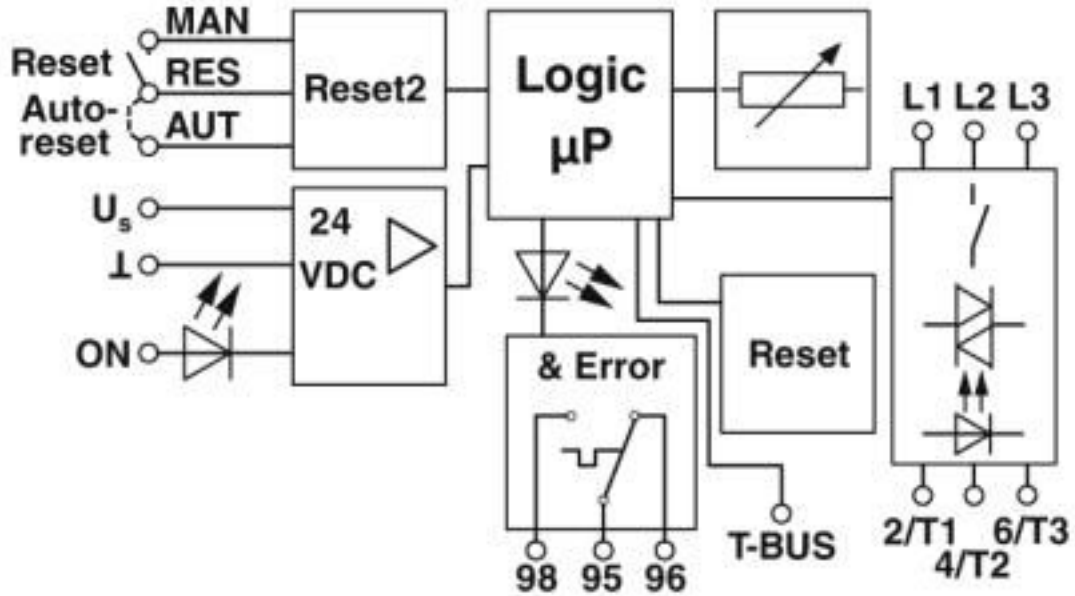 MAN
Reset
RES
Auto-
reset
AUT
Reset2
Logic
µP
L1 L2 L3
Us
⊥
ON
24
VDC
& Error
Reset
98 95 96
T-BUS
2/T1 6/T3
4/T2